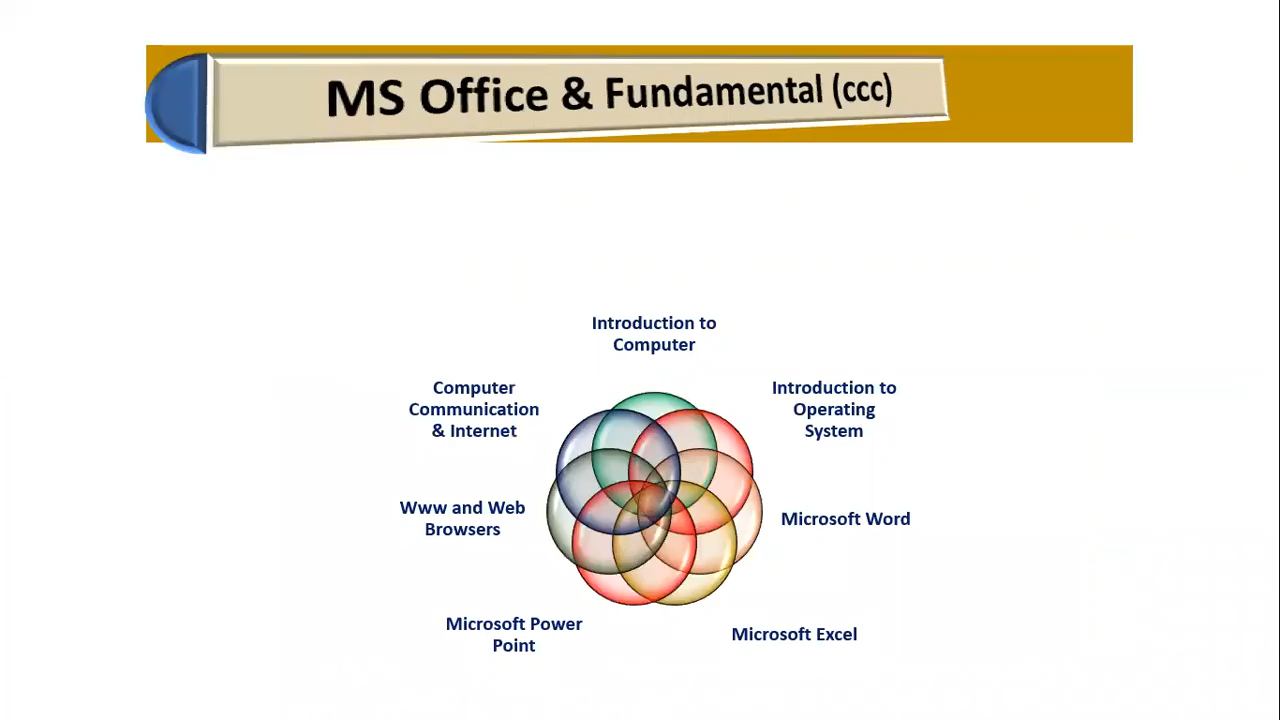 MS Office & Fundamental (ccc)
Introduction to
Computer
Introduction to
Operating
System
Microsoft Word
Microsoft Excel
Microsoft Power
Point
Www and Web
Browsers
Computer
Communication
& Internet